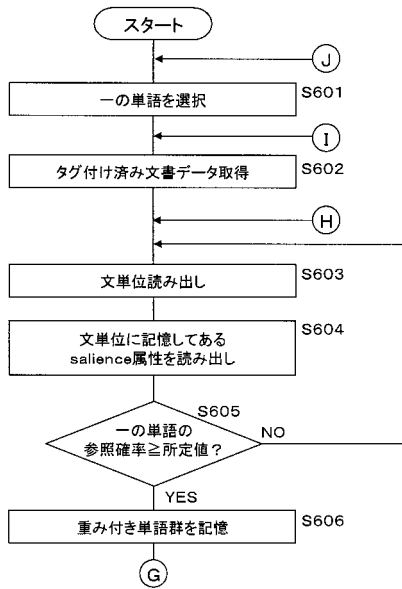 スタート
J
一の単語を選択
S601
I
タグ付け済み文書データ取得
S602
H
文単位読み出し
S603
文単位に記憶してある
salience属性を読み出し
S604
S605
一の単語の
参照確率≧所定値？
NO
YES
重み付き単語群を記憶
S606
G